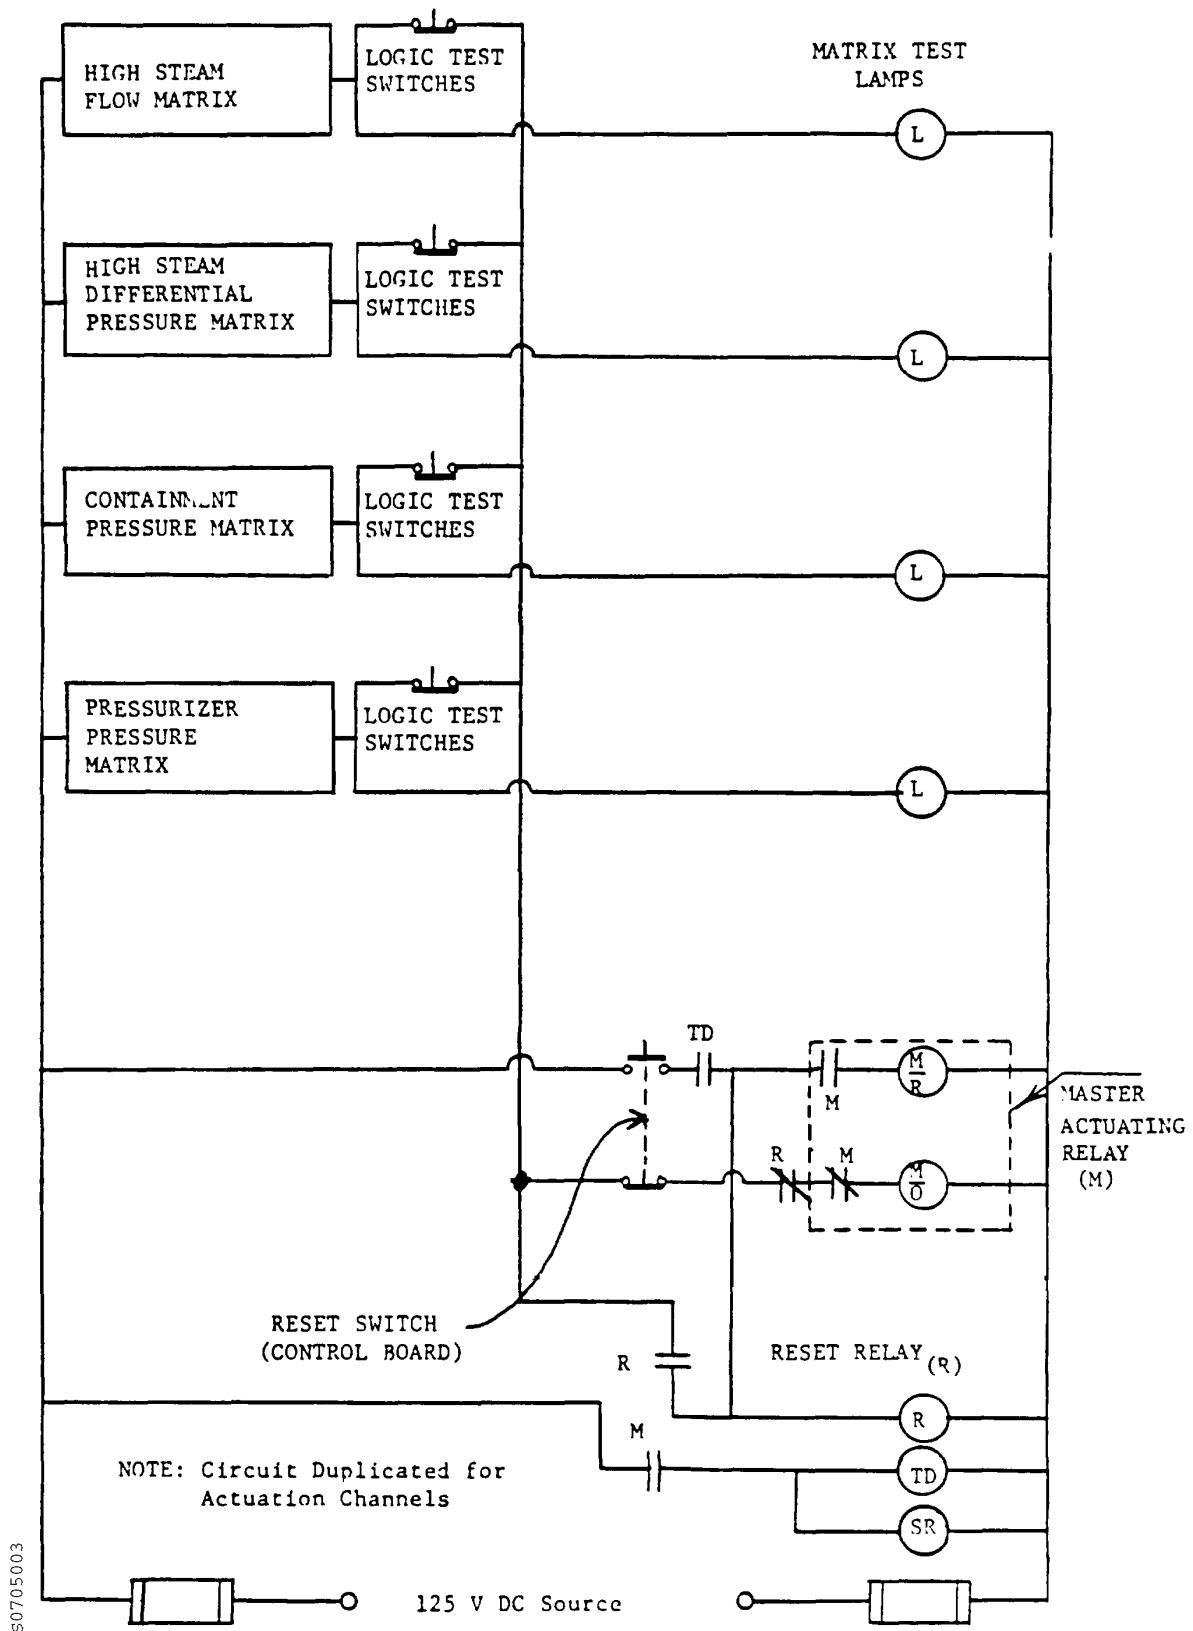 LOGIC TEST
SWITCHES
HIGH STEAM
FLOW MATRIX
MATRIX TEST
LAMPS
L
HIGH STEAM
DIFFERENTIAL
PRESSURE MATRIX
LOGIC TEST
SWITCHES
L
CONTAINMENT
PRESSURE MATRIX
LOGIC TEST
SWITCHES
L
PRESSURIZER
PRESSURE
MATRIX
LOGIC TEST
SWITCHES
L
TD
M
M
R
MASTER
ACTUATING
RELAY
(M)
R
M
M
O
RESET SWITCH
(CONTROL BOARD)
R
RESET RELAY (R)
R
M
TD
SR
NOTE: Circuit Duplicated for
Actuation Channels
125 V DC Source
S0705003